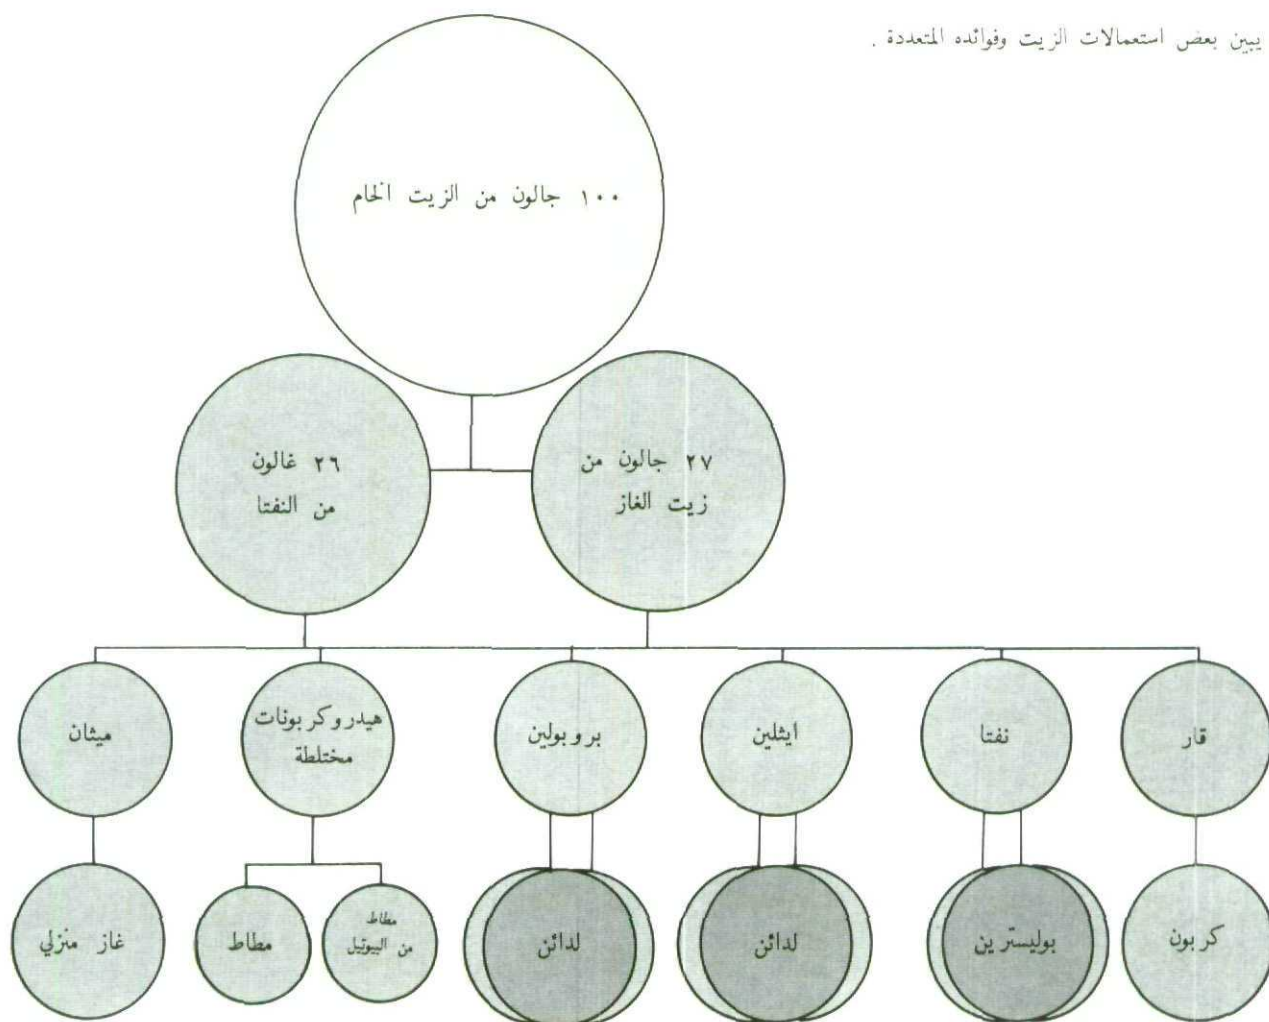 يبين بعض استعمالات الزيت وفوائده المتعددة .
١٠٠ جالون من الزيت الخام
٢٧ جالون من
زيت الغاز
٢٦ غالون
من النفتا
قار
نفتا
ايثلين
بروبولين
هيدروكربونات
مختلطة
ميثان
كربون
بوليسترين
لدائن
لدائن
مطاط
من البيوتيل
مطاط
غاز منزلي